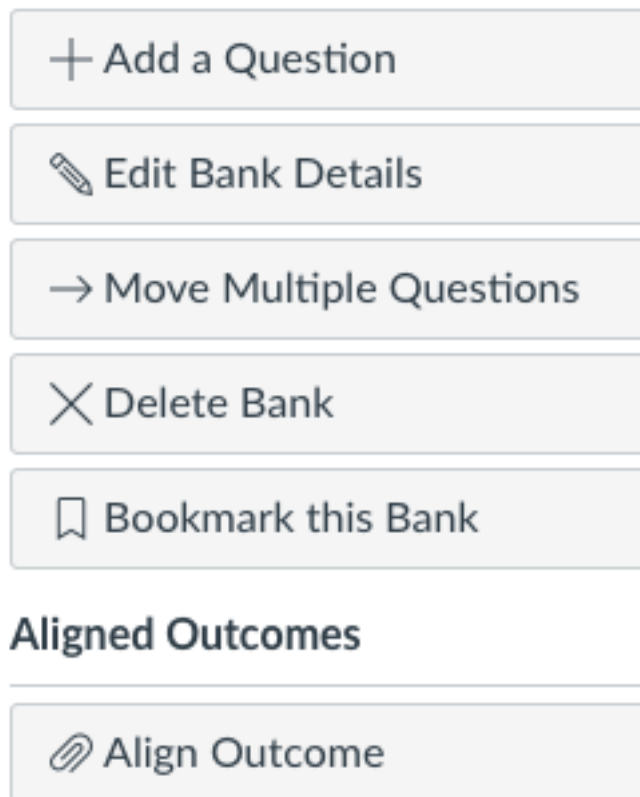 Add a Question
Edit Bank Details
Move Multiple Questions
Delete Bank
Bookmark this Bank
Aligned Outcomes
Align Outcome